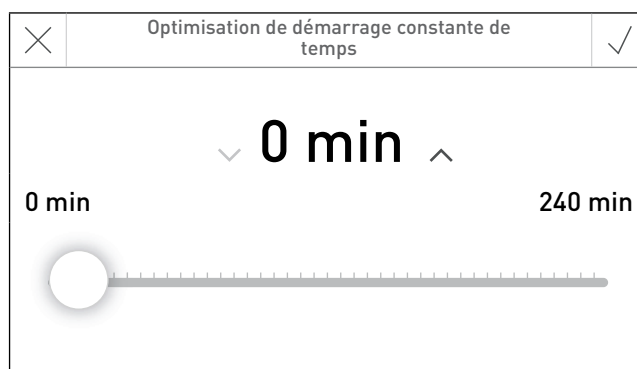 Optimisation de démarrage constante de
temps
0 min
0 min
240 min